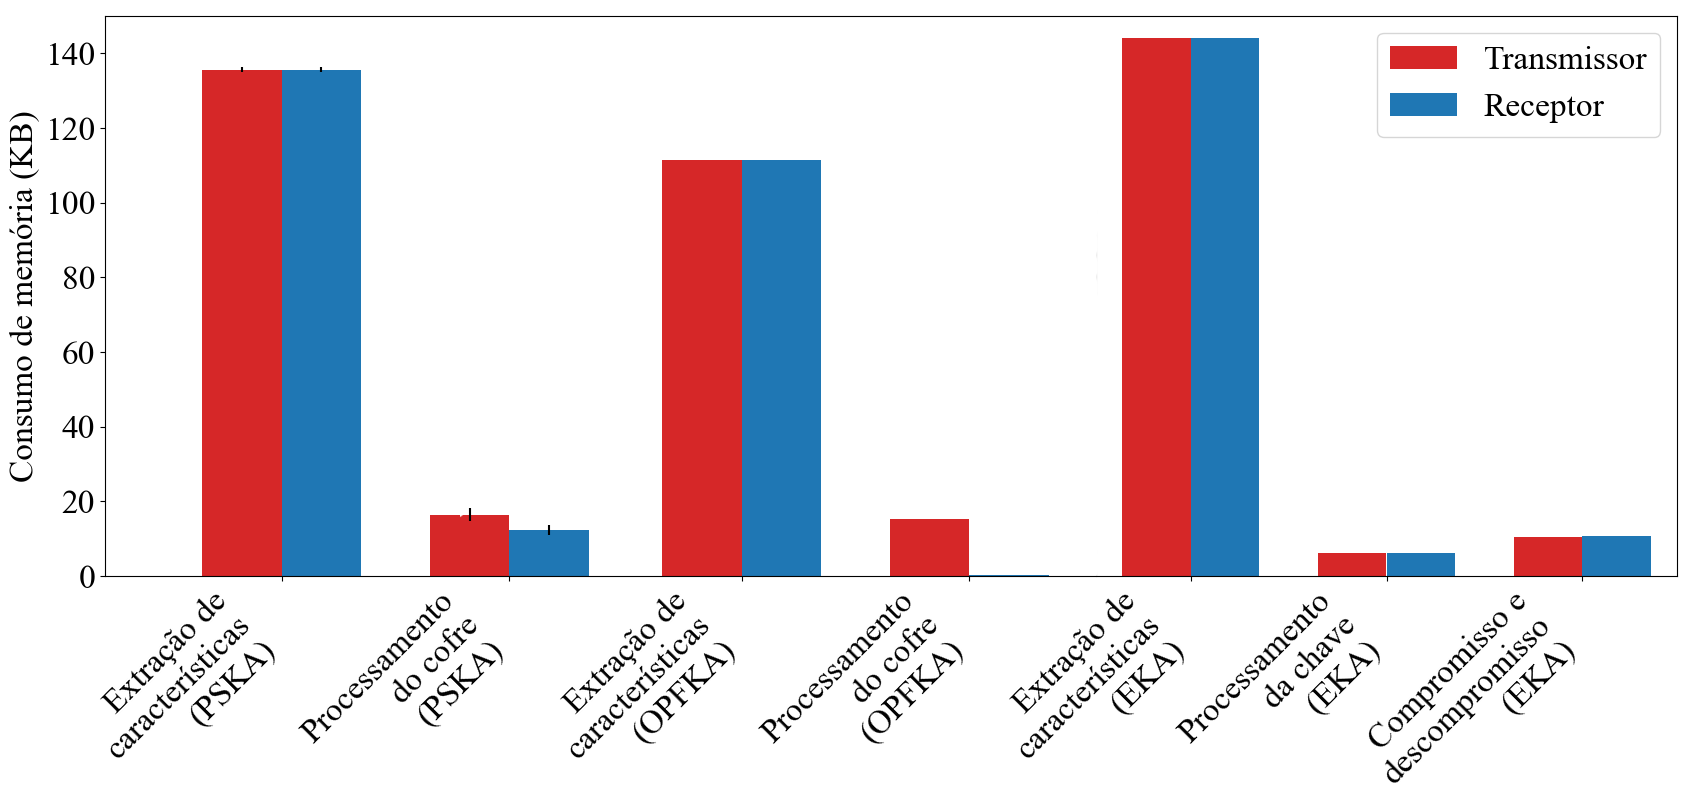 Consumo de memória (KB)
140
120
100
80
60
40
20
0
Transmissor
Receptor
Extração de
características
(PSKA)
Processamento
do cofre
(PSKA)
Extração de
características
(OPFKA)
Processamento
do cofre
(OPFKA)
Extração de
características
(EKA)
Processamento
da chave
(EKA)
Compromisso e
descompromisso
(EKA)